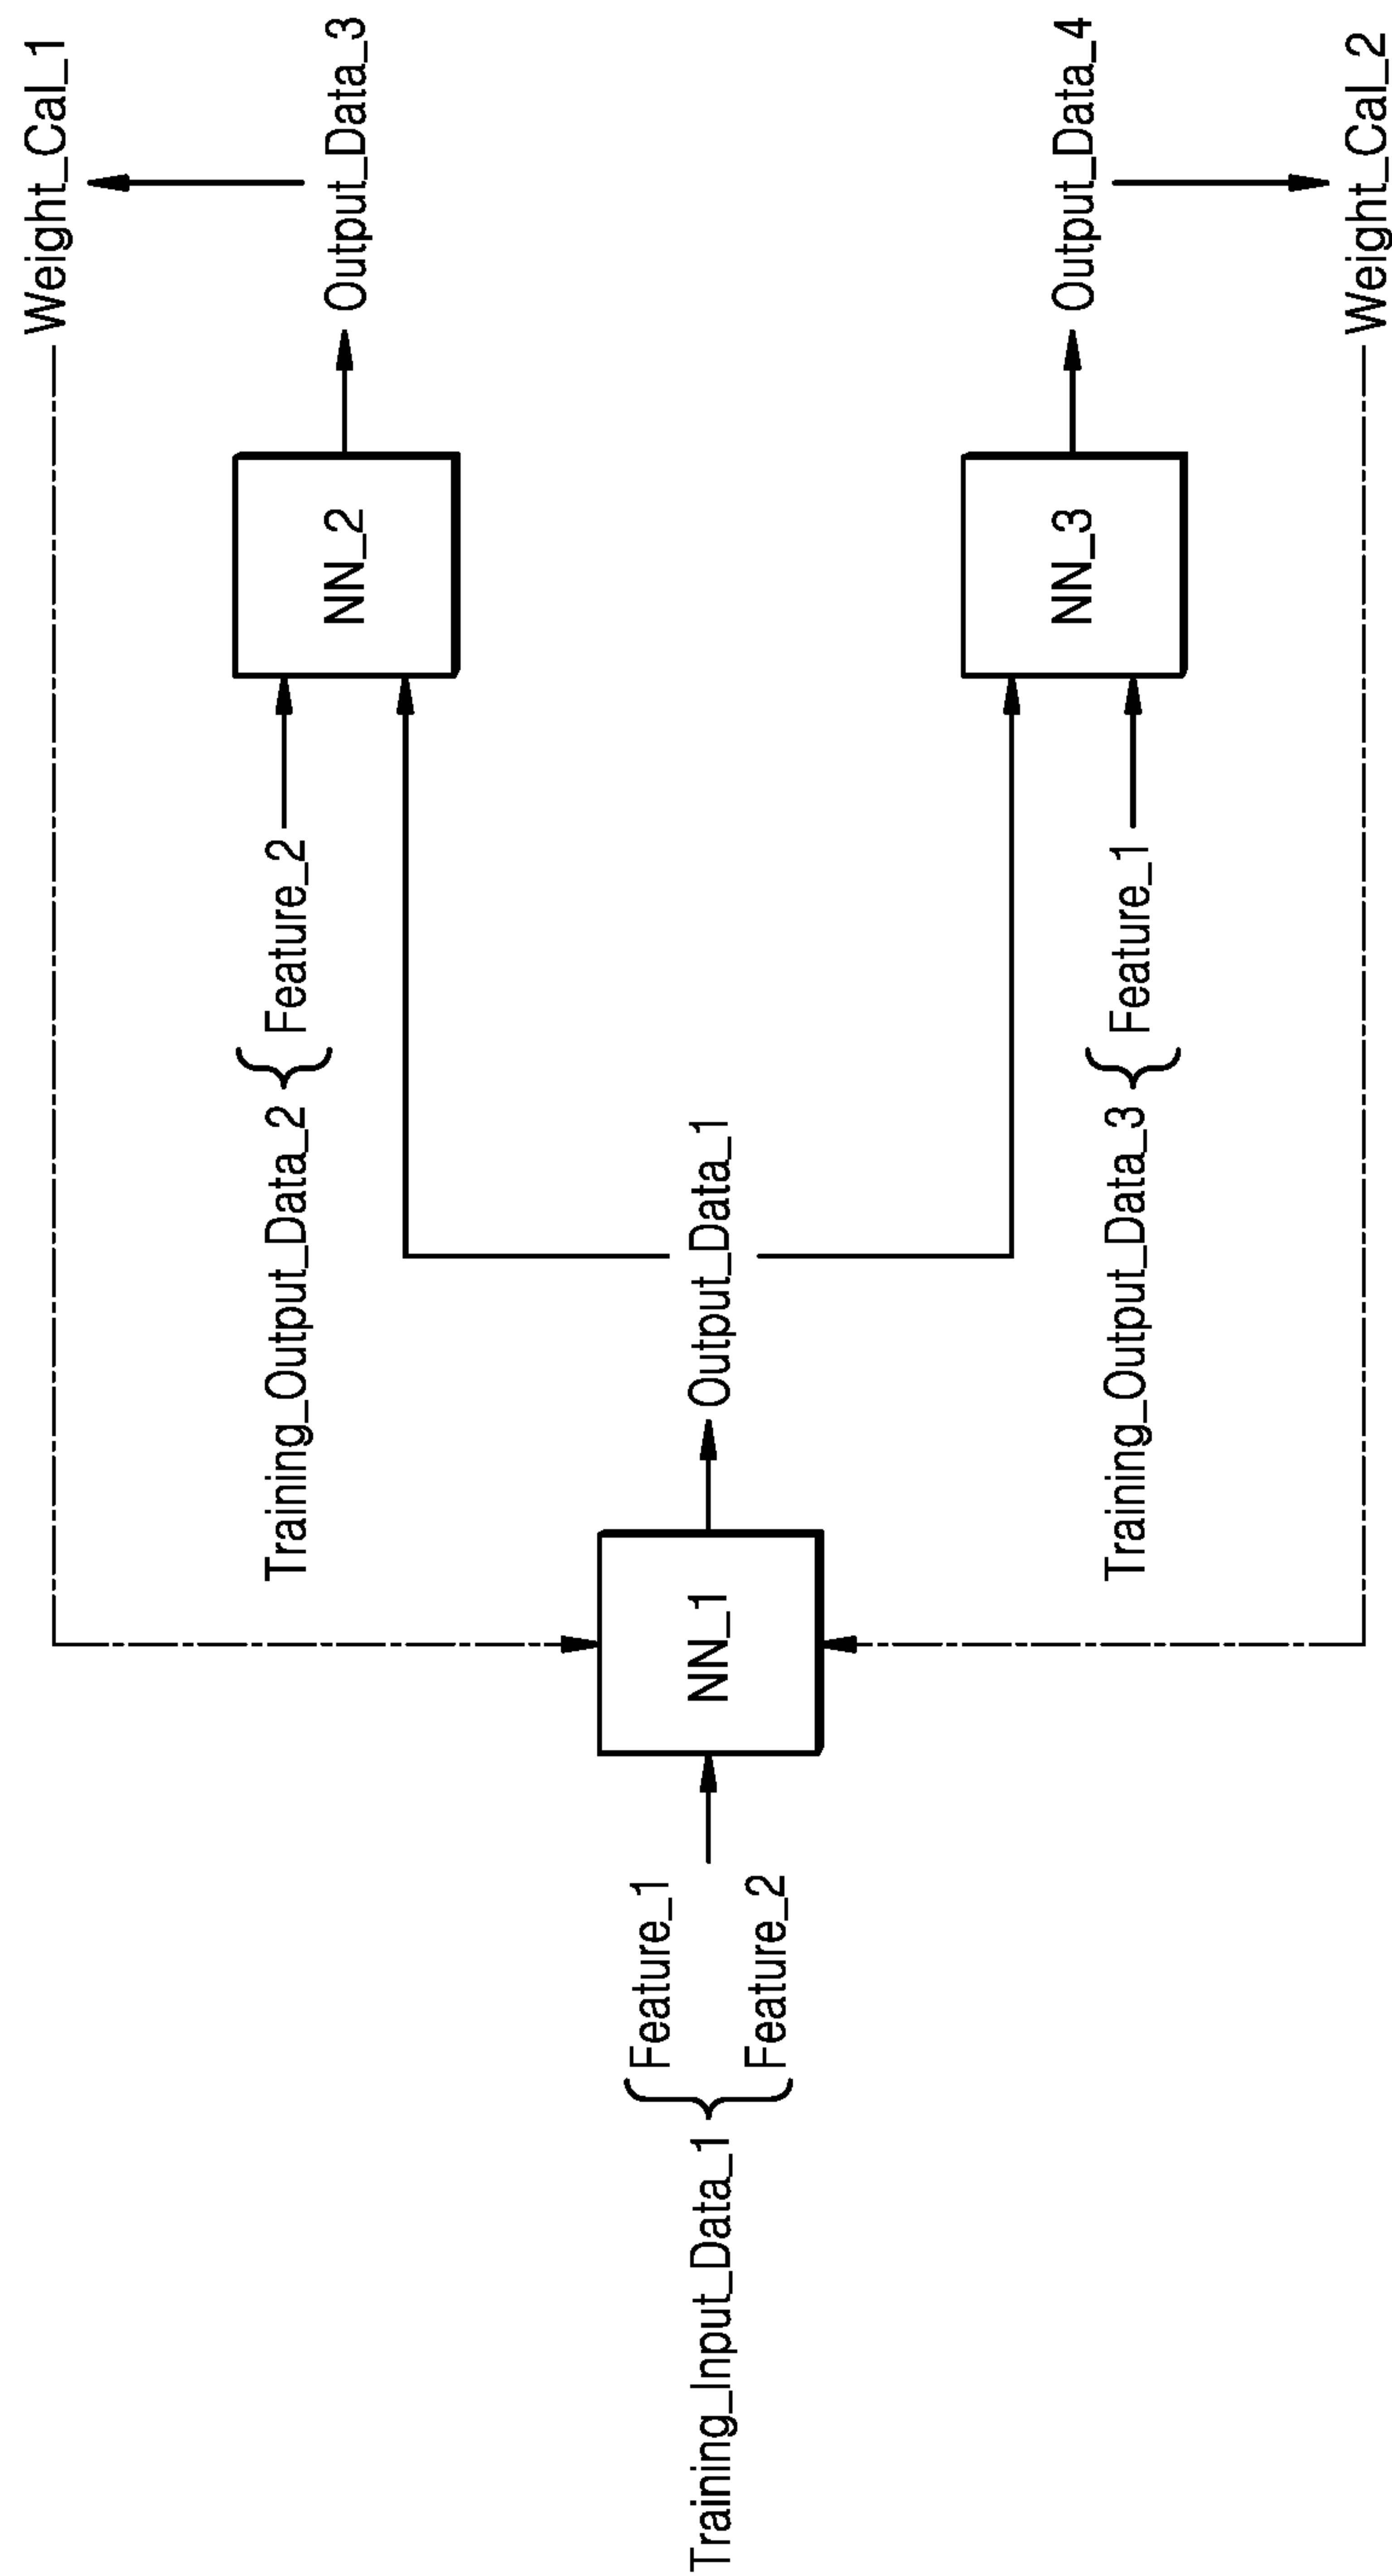 Weight_Cal_1
Output_Data_3
NN_2
Feature_2
Training_Output_Data_2
Training_Input_Data_1
Feature_1
Feature_2
NN_1
Output_Data_1
Training_Output_Data_3
Feature_1
NN_3
Output_Data_4
Weight_Cal_2